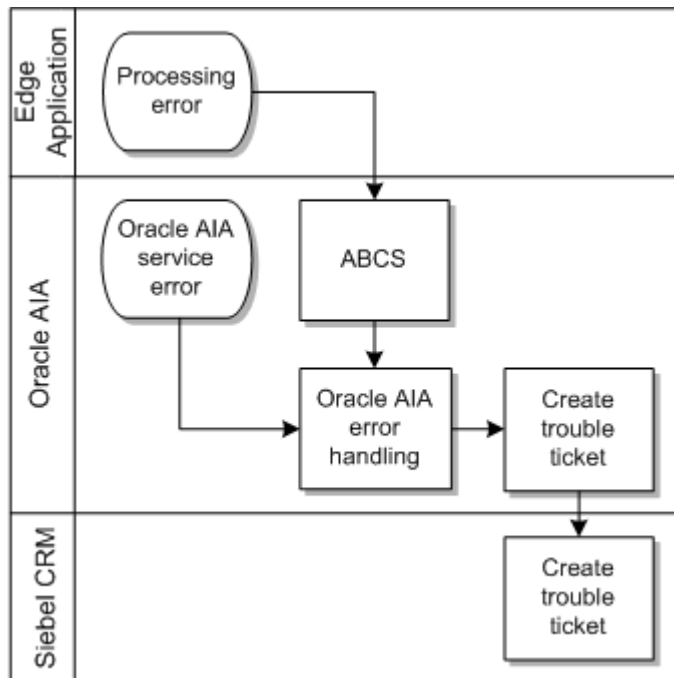 Edge
Application
Processing
error
Oracle AIA
Oracle AIA
service
error
ABCS
Oracle AIA
error
handling
Create
trouble
ticket
Siebel CRM
Create
trouble
ticket